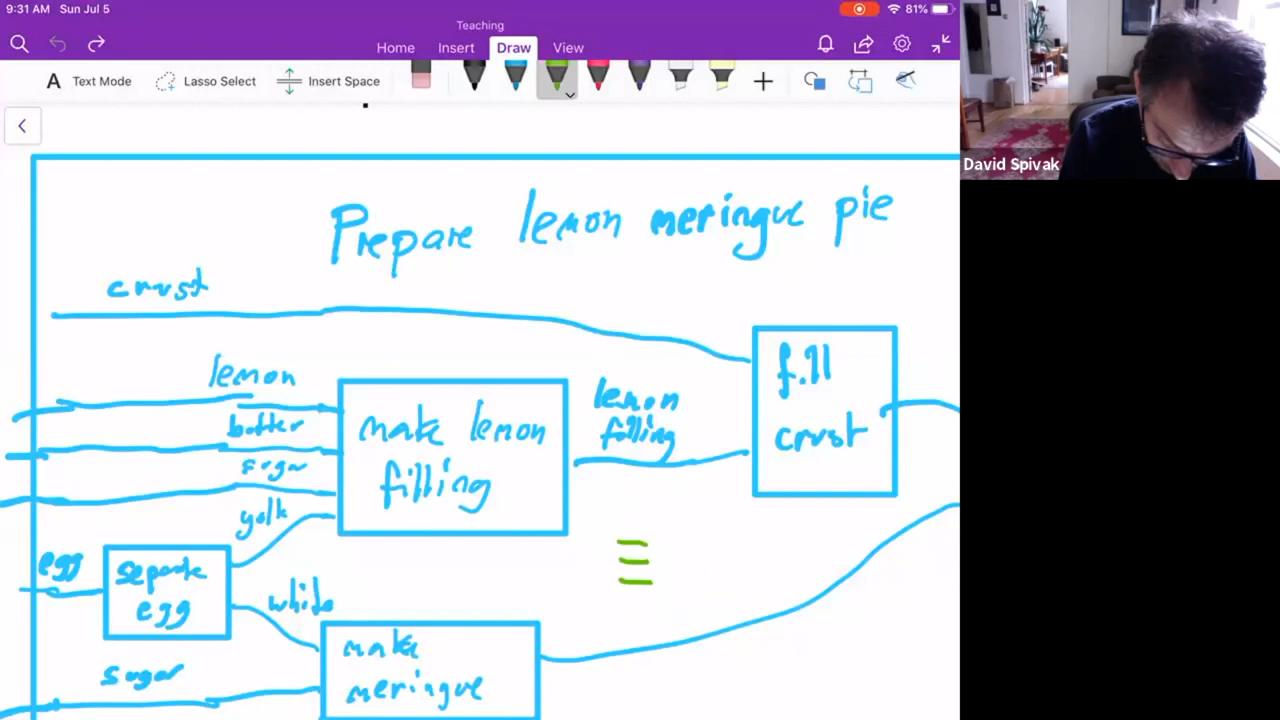 9:31 AM Sun Jul 5
81%
Teaching
Home Insert Draw View
A Text Mode Lasso Select Insert Space
David Spivak
Prepare lemon meringue pie
crust
lemon
butter
sugar
yolk
make lemon
filling
lemon
filling
fill
crust
egg
separate
egg
white
sugar
make
meringue